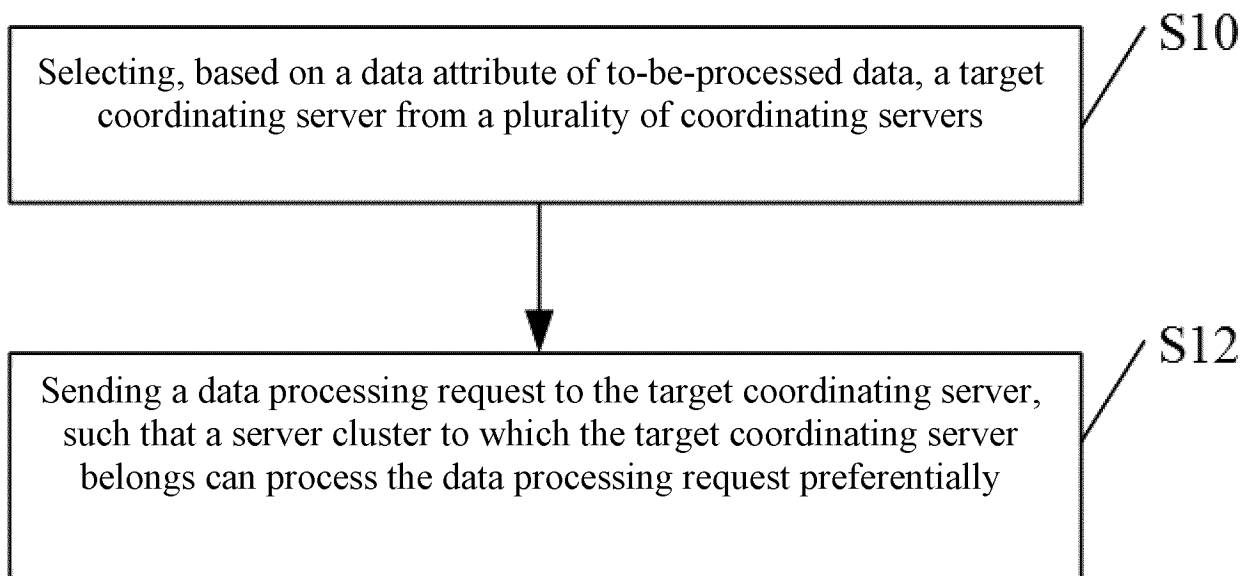 S10
Selecting, based on a data attribute of to-be-processed data, a target
coordinating server from a plurality of coordinating servers
S12
Sending a data processing request to the target coordinating server,
such that a server cluster to which the target coordinating server
belongs can process the data processing request preferentially